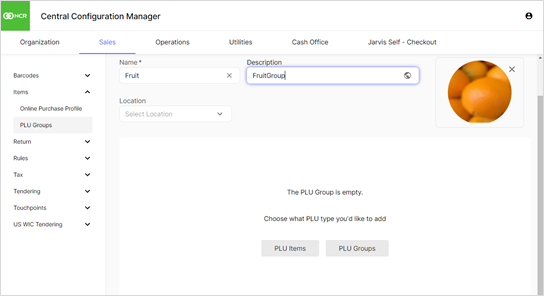 NCR
Central Configuration Manager
Organization
Sales
Operations
Utilities
Cash Office
Jarvis Self - Checkout
Barcodes
Items
Online Purchase Profile
PLU Groups
Return
Rules
Tax
Tendering
Touchpoints
US WIC Tendering
Name *
Fruit
Description
FruitGroup
Location
Select Location
The PLU Group is empty.
Choose what PLU type you'd like to add
PLU Items
PLU Groups